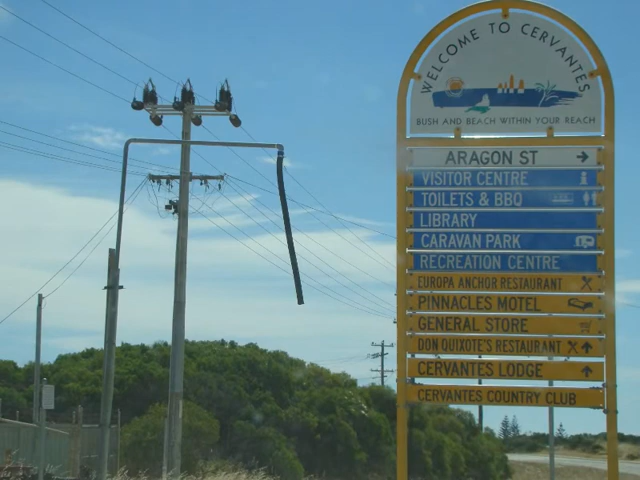 WELCOME TO CERVANTES
BUSH AND BEACH WITHIN YOUR REACH
ARAGON ST
VISITOR CENTRE
TOILETS & BBQ
LIBRARY
CARAVAN PARK
RECREATION CENTRE
EUROPA ANCHOR RESTAURANT
PINNACLES MOTEL
GENERAL STORE
DON QUIXOTE'S RESTAURANT
CERVANTES LODGE
CERVANTES COUNTRY CLUB